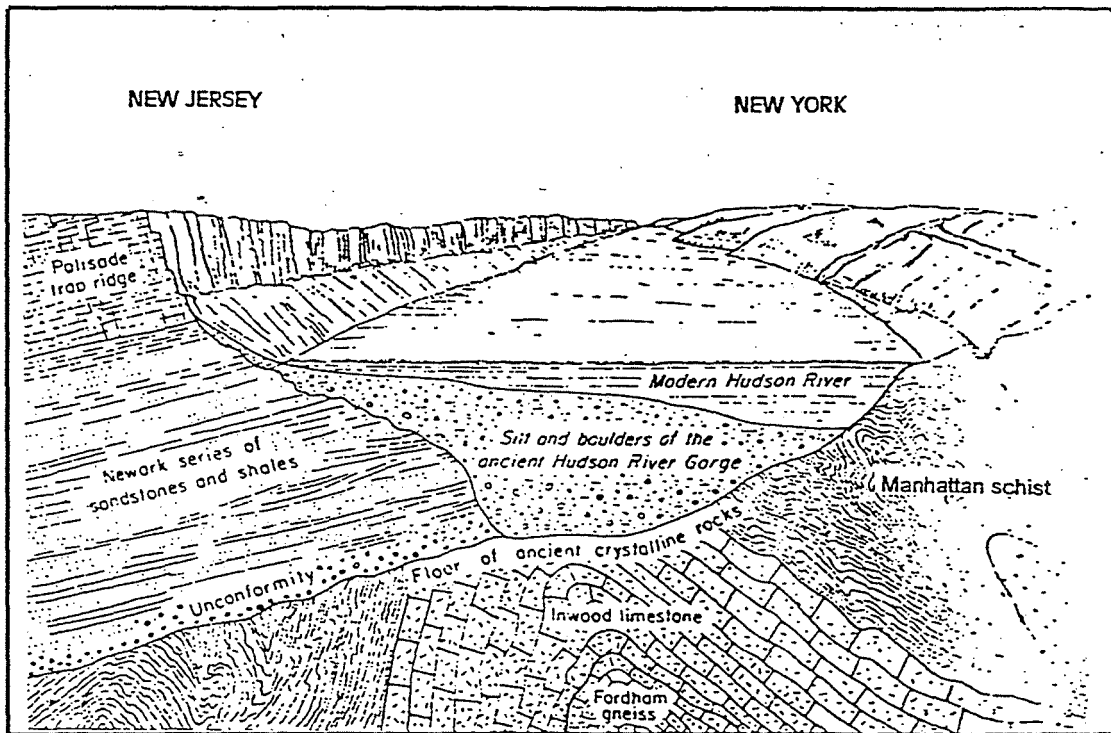 NEW JERSEY
NEW YORK
Palisade
trap ridge
Modern Hudson River
Silt and boulders of the
ancient Hudson River Gorge
Newark series of
sandstones and shales
Manhattan schist
Unconformity
Floor of ancient crystalline rocks
Inwood limestone
Fordham
gneiss